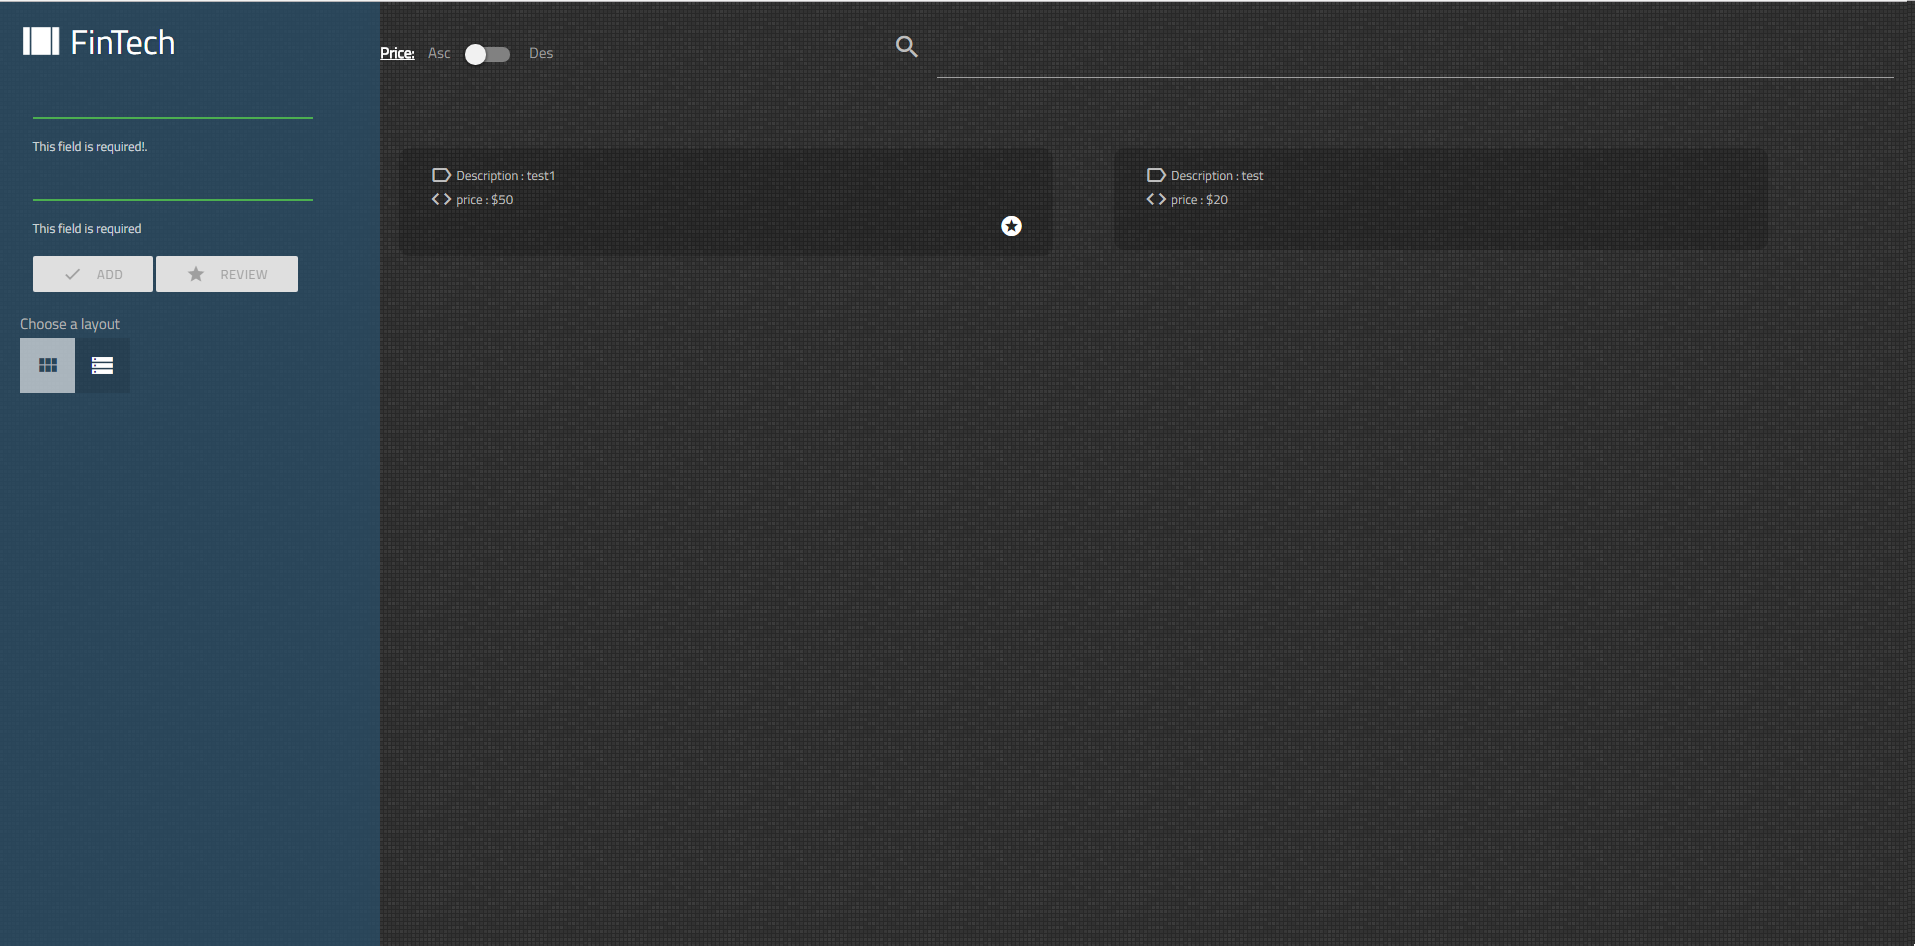 FinTech
This field is required!.
This field is required
ADD
REVIEW
Choose a layout
Price: Asc Des
Description : test1
price : $50
Description : test
price : $20